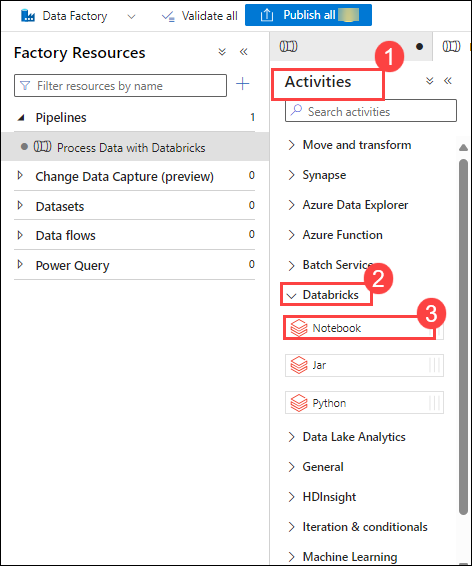 Data Factory
Validate all
Publish all
Factory Resources
Filter resources by name
Pipelines 1
Process Data with Databricks
Change Data Capture (preview) 0
Datasets 0
Data flows 0
Power Query 0
1
Activities
Search activities
Move and transform
Synapse
Azure Data Explorer
Azure Function
Batch Service
2
Databricks
3
Notebook
Jar
Python
Data Lake Analytics
General
HDInsight
Iteration & conditionals
Machine Learning